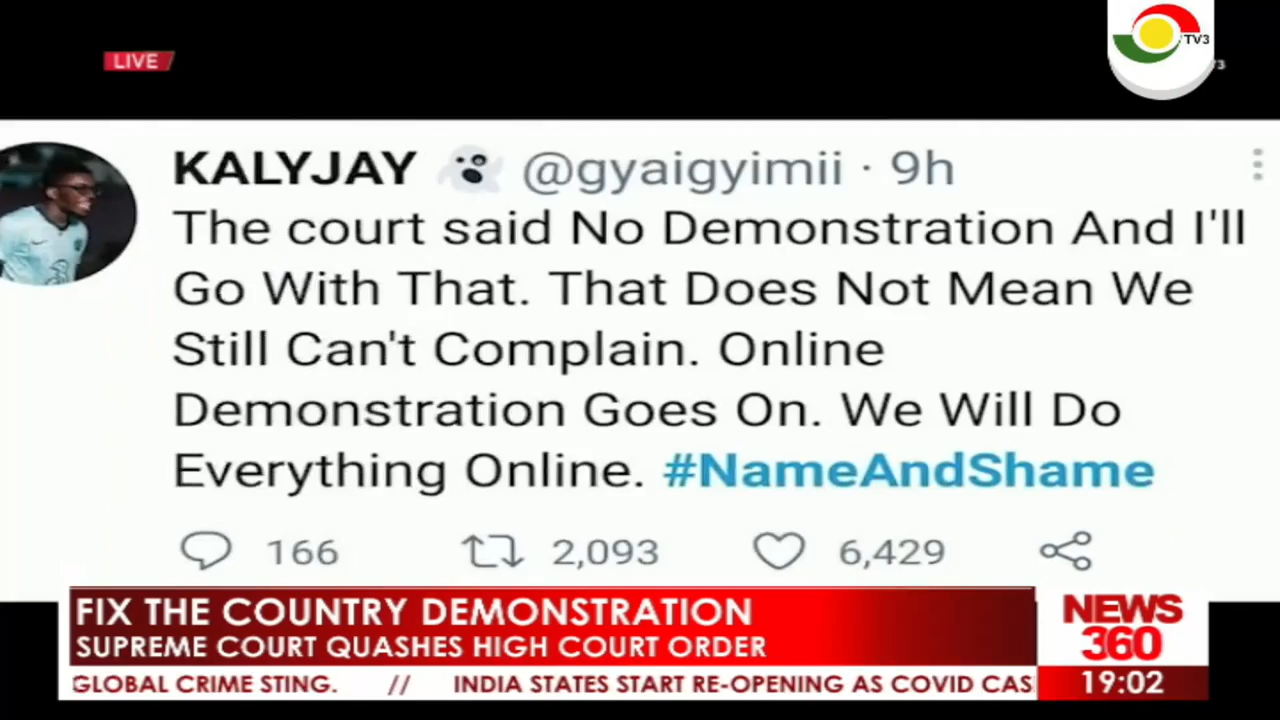 LIVE
TV3
KALYJAY @gyaigyimii · 9h
The court said No Demonstration And I'll
Go With That. That Does Not Mean We
Still Can't Complain. Online
Demonstration Goes On. We Will Do
Everything Online. #NameAndShame
166 2,093 6,429
FIX THE COUNTRY DEMONSTRATION
SUPREME COURT QUASHES HIGH COURT ORDER
NEWS
360
GLOBAL CRIME STING. // INDIA STATES START RE-OPENING AS COVID CAS
19:02